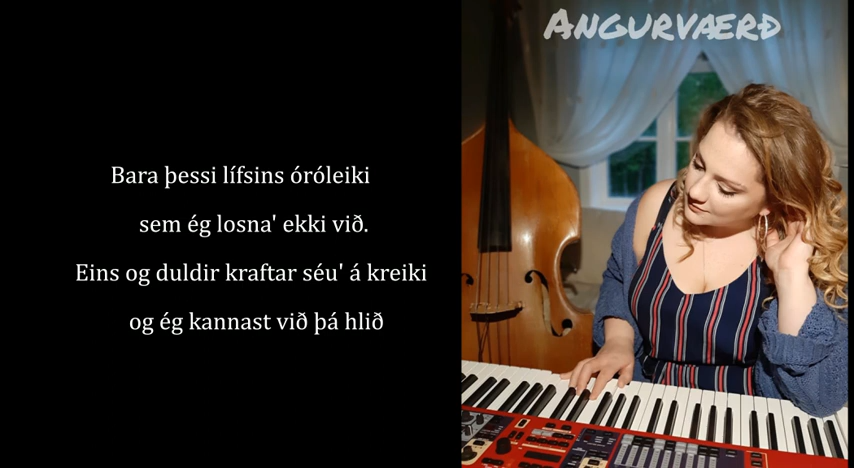 Angurværð
Bara þessi lífsins óróleiki
sem ég losna' ekki við.
Eins og duldir kraftar séu' á kreiki
og ég kannast við þá hlið